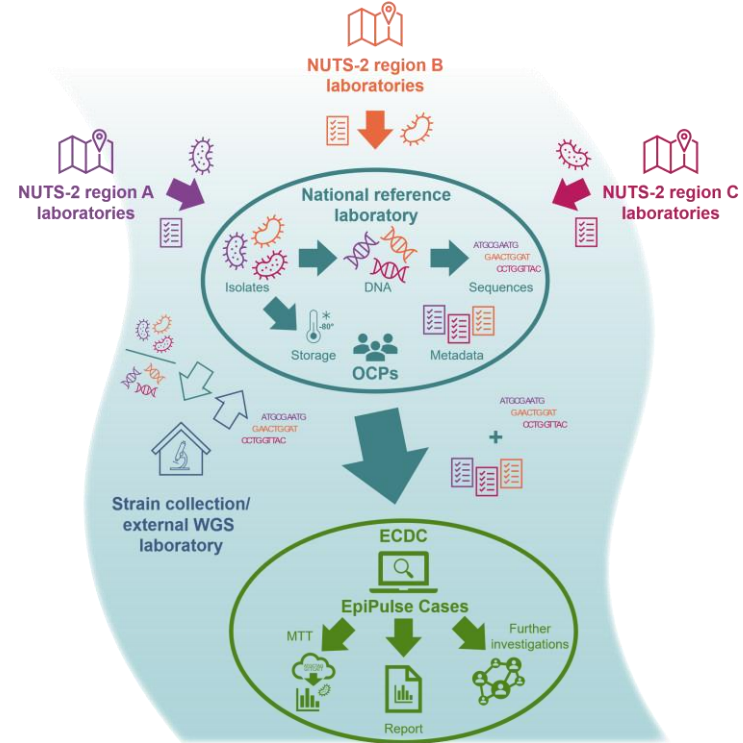 NUTS-2 region B
laboratories
NUTS-2 region A
laboratories
NUTS-2 region C
laboratories
National reference
laboratory
Isolates
DNA
ATGCGAATG
GAACTGGAT
CCTGGTTAC
Sequences
-80°
Storage
OCPs
Metadata
ATGCGAATG
GAACTGGAT
CCTGGTTAC
Strain collection/
external WGS
laboratory
ATGCGAATG
GAACTGGAT
CCTGGTTAC
+
ECDC
EpiPulse Cases
MTT
Report
Further
investigations